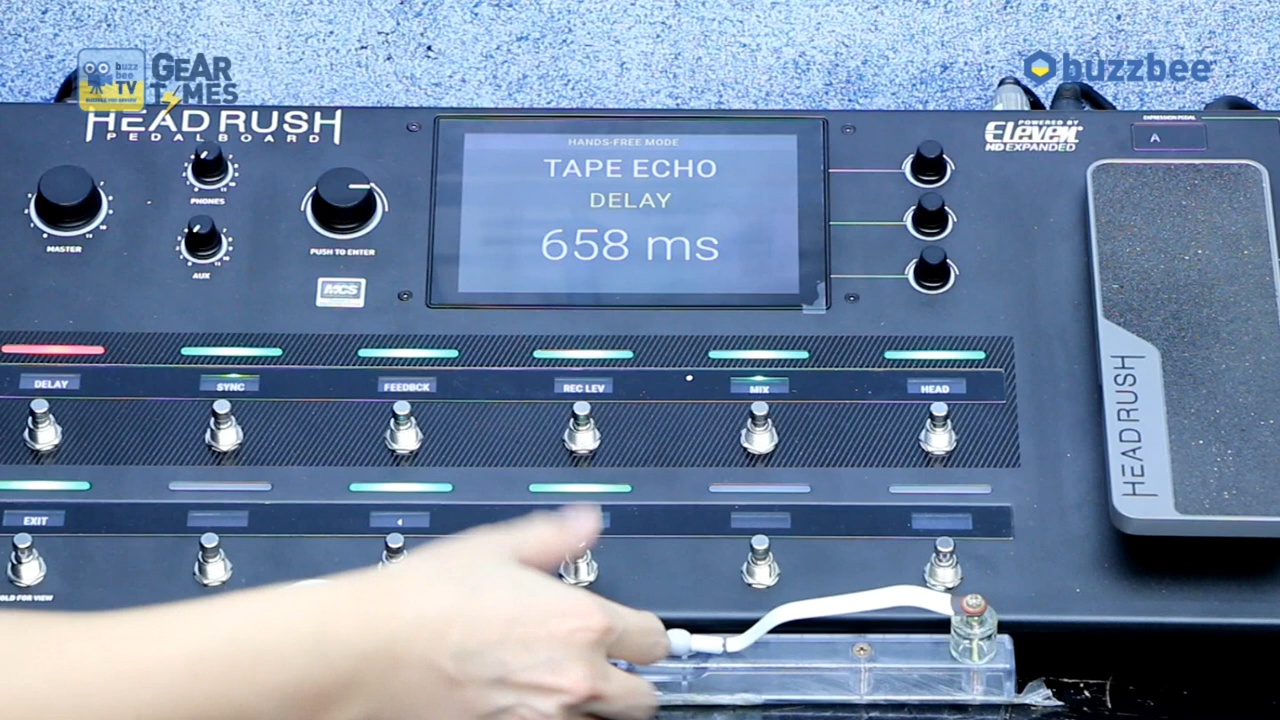 buzz
bee
TV
GEAR
TIMES
buzzbee
HEADRUSH
PEDALBOARD
MASTER
PHONES
AUX
PUSH TO ENTER
MCS
HANDS-FREE MODE
TAPE ECHO
DELAY
658 ms
POWERED BY
Eleven
HD EXPANDED
EXPRESSION PEDAL
A
DELAY
SYNC
FEEDBCK
REC LEV
MIX
HEAD
EXIT
OLD FOR VIEW
HEADRUSH